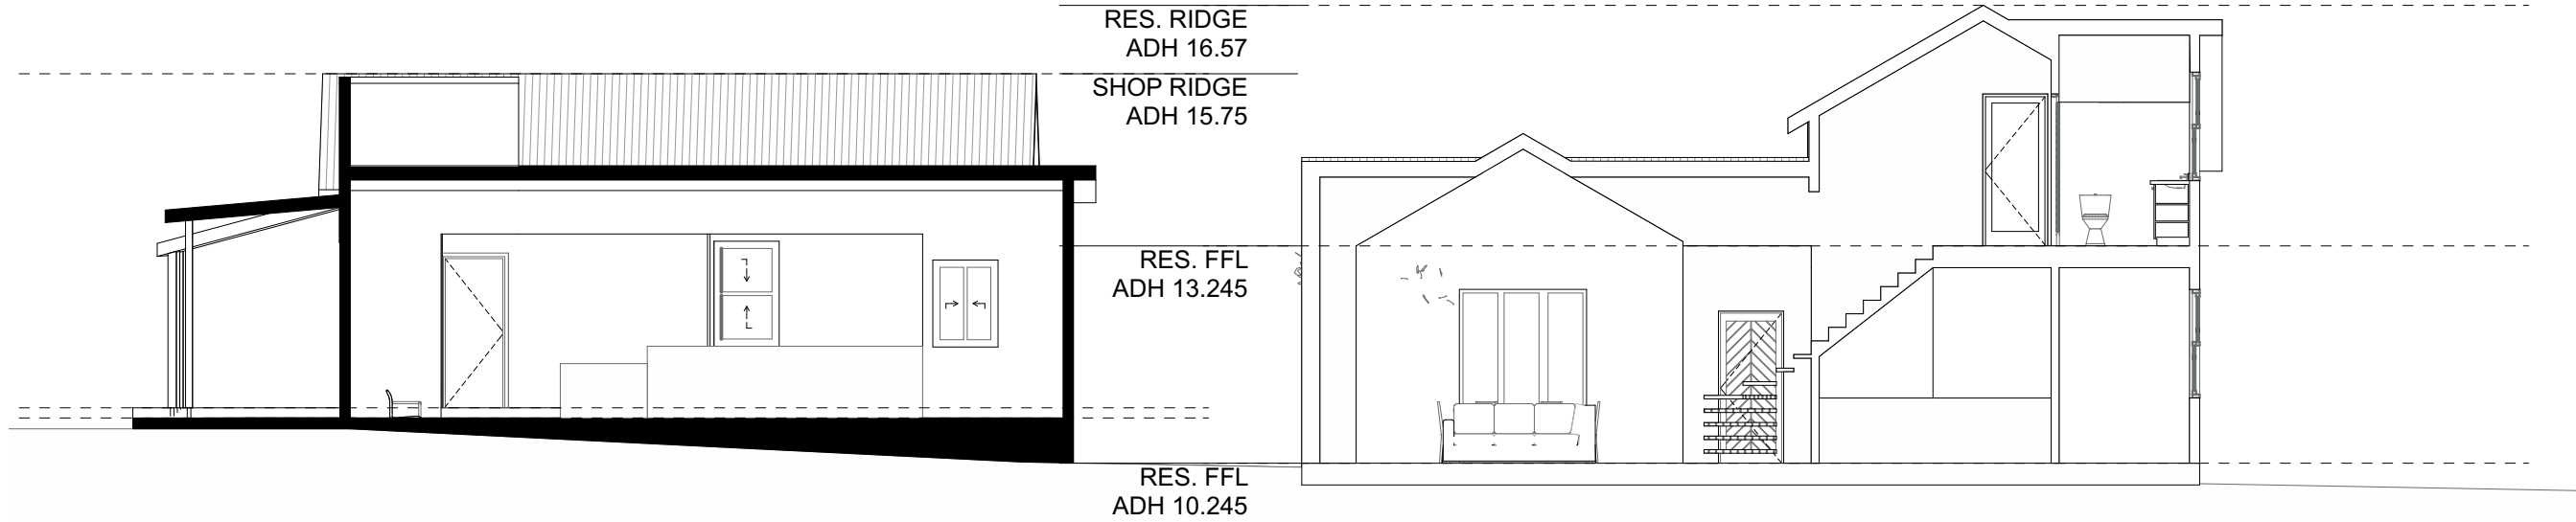 RES. RIDGE
ADH 16.57
SHOP RIDGE
ADH 15.75
RES. FFL
ADH 13.245
RES. FFL
ADH 10.245